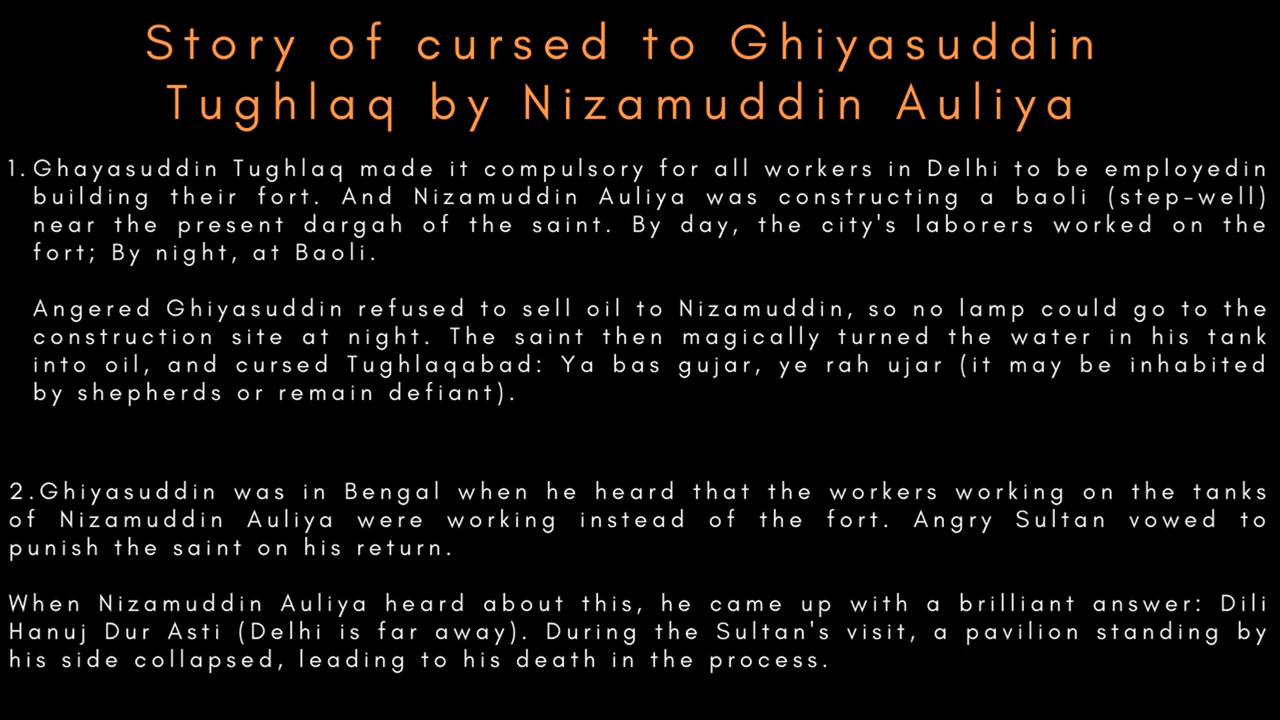 Story of cursed to Ghiyasuddin
Tughlaq by Nizamuddin Auliya
1. Ghayasuddin Tughlaq made it compulsory for all workers in Delhi to be employedin
building their fort. And Nizamuddin Auliya was constructing a baoli (step-well)
near the present dargah of the saint. By day, the city's laborers worked on the
fort; By night, at Baoli.
Angered Ghiyasuddin refused to sell oil to Nizamuddin, so no lamp could go to the
construction site at night. The saint then magically turned the water in his tank
into oil, and cursed Tughlaqabad: Ya bas gujar, ye rah ujar (it may be inhabited
by shepherds or remain defiant).
2.Ghiyasuddin was in Bengal when he heard that the workers working on the tanks
of Nizamuddin Auliya were working instead of the fort. Angry Sultan vowed to
punish the saint on his return.
When Nizamuddin Auliya heard about this, he came up with a brilliant answer: Dili
Hanuj Dur Asti (Delhi is far away). During the Sultan's visit, a pavilion standing by
his side collapsed, leading to his death in the process.